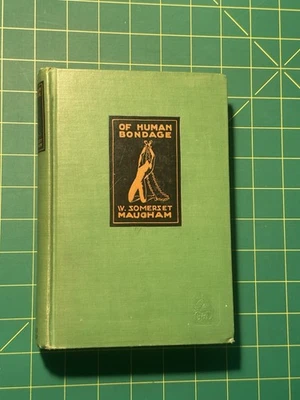 OF HUMAN
BONDAGE
W. SOMERSET
MAUGHAM